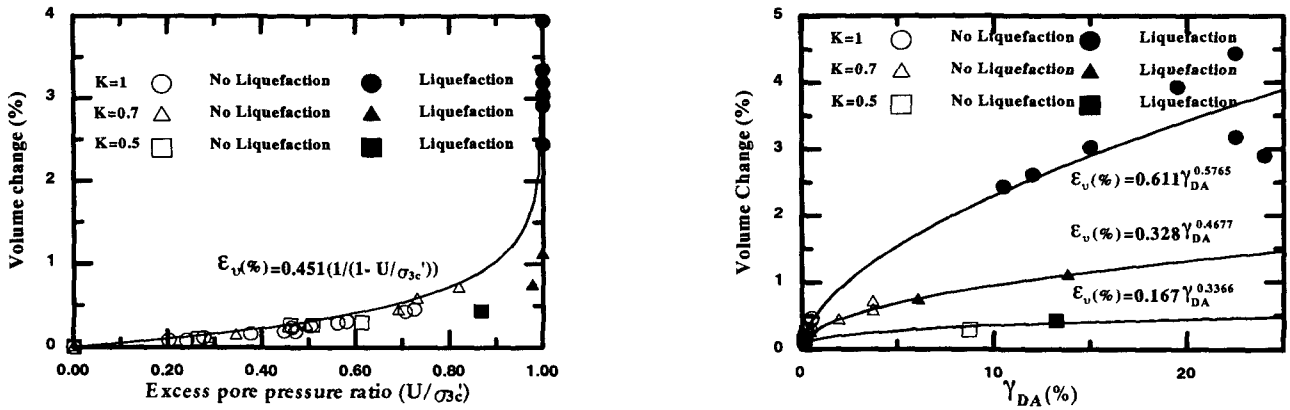 4
3
2
1
0
Volume change (%)
K=1 No Liquefaction Liquefaction
K=0.7 No Liquefaction Liquefaction
K=0.5 No Liquefaction Liquefaction
ε_υ(%)=0.451(1/(1- U/σ3c'))
0.00 0.20 0.40 0.60 0.80 1.00
Excess pore pressure ratio (U/σ3c')
5
4
3
2
1
0
Volume Change (%)
K=1 No Liquefaction Liquefaction
K=0.7 No Liquefaction Liquefaction
K=0.5 No Liquefaction Liquefaction
ε_υ(%)=0.611γ_DA^0.5765
ε_υ(%)=0.328γ_DA^0.4677
ε_υ(%)=0.167γ_DA^0.3366
0 10 20
γ_DA(%)